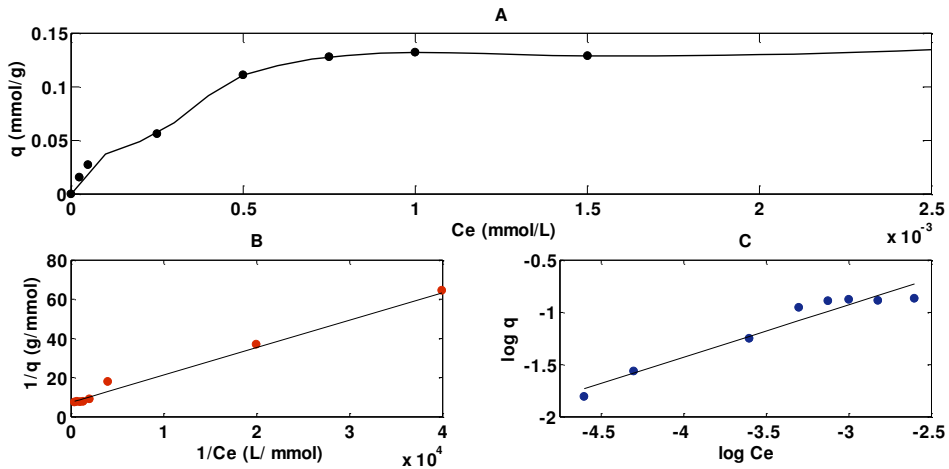 A
0.15
0.1
0.05
0
q (mmol/g)
0 0.5 1 1.5 2 2.5
Ce (mmol/L)
x 10^-3
B
80
60
40
20
0
1/q (g/mmol)
0 1 2 3 4
1/Ce (L/ mmol)
x 10^4
C
-0.5
-1
-1.5
-2
log q
-4.5 -4 -3.5 -3 -2.5
log Ce